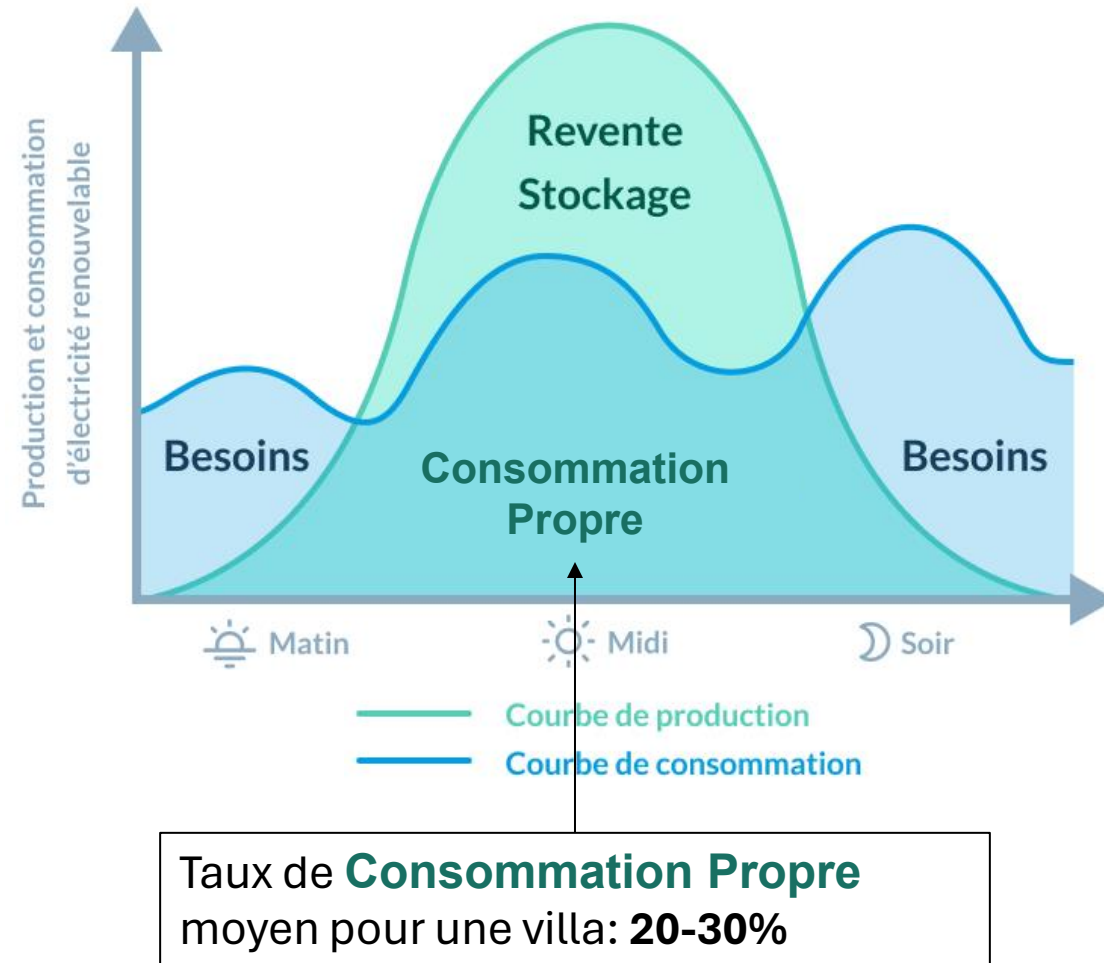 Production et consommation
d'électricité renouvelable
Revente
Stockage
Besoins
Consommation
Propre
Besoins
Matin
Midi
Soir
Courbe de production
Courbe de consommation
Taux de Consommation Propre
moyen pour une villa: 20-30%